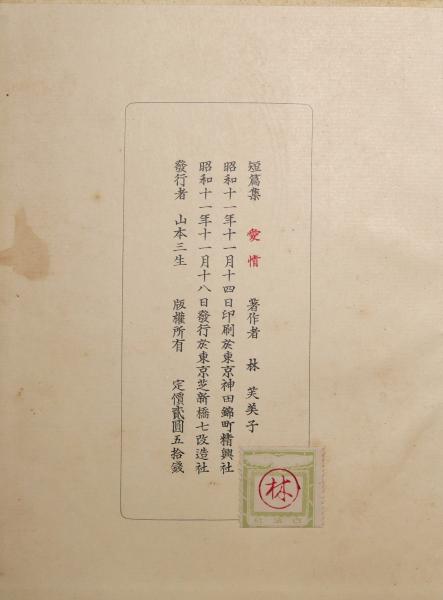 短篇集 愛情 著作者 林 芙美子
昭和十一年十一月十四日印刷於東京神田錦町精興社
昭和十一年十一月十八日發行於東京芝新橋七改造社
發行者 山本三生 版權所有 定價貳圓五拾錢
林